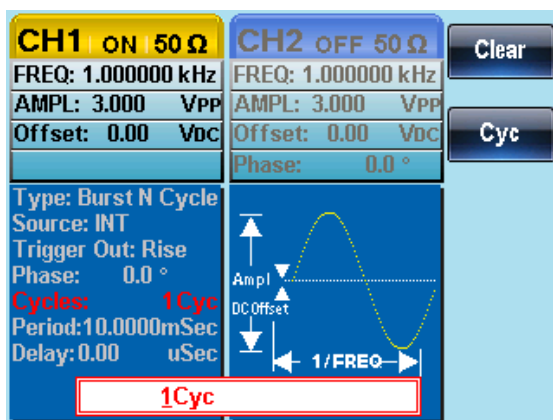 CH1 ON 50 Ω
FREQ: 1.000000 kHz
AMPL: 3.000 VPP
Offset: 0.00 VDC
CH2 OFF 50 Ω
FREQ: 1.000000 kHz
AMPL: 3.000 VPP
Offset: 0.00 VDC
Phase: 0.0 °
Clear
Cyc
Type: Burst N Cycle
Source: INT
Trigger Out: Rise
Phase: 0.0 °
Cycles: 1Cyc
Period:10.0000mSec
Delay:0.00 uSec
Ampl
DC Offset
1/FREQ
1Cyc